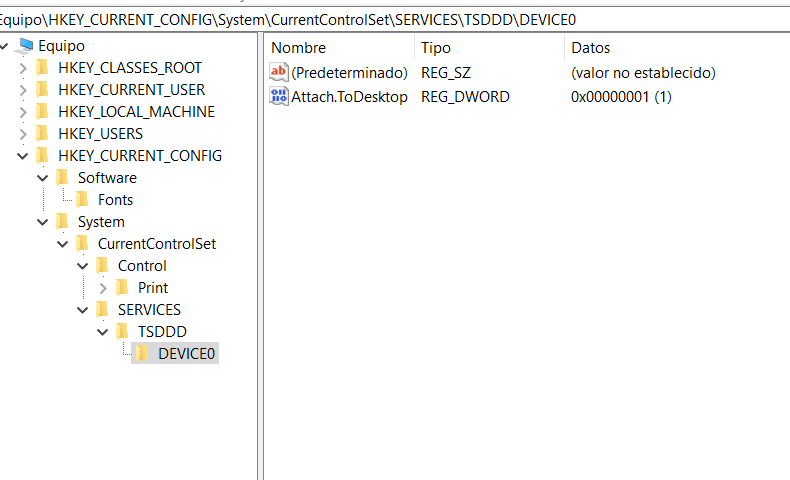 Equipo\HKEY_CURRENT_CONFIG\System\CurrentControlSet\SERVICES\TSDDD\DEVICE0
Equipo
HKEY_CLASSES_ROOT
HKEY_CURRENT_USER
HKEY_LOCAL_MACHINE
HKEY_USERS
HKEY_CURRENT_CONFIG
Software
Fonts
System
CurrentControlSet
Control
Print
SERVICES
TSDDD
DEVICE0
Nombre Tipo Datos
(Predeterminado) REG_SZ (valor no establecido)
Attach.ToDesktop REG_DWORD 0x00000001 (1)